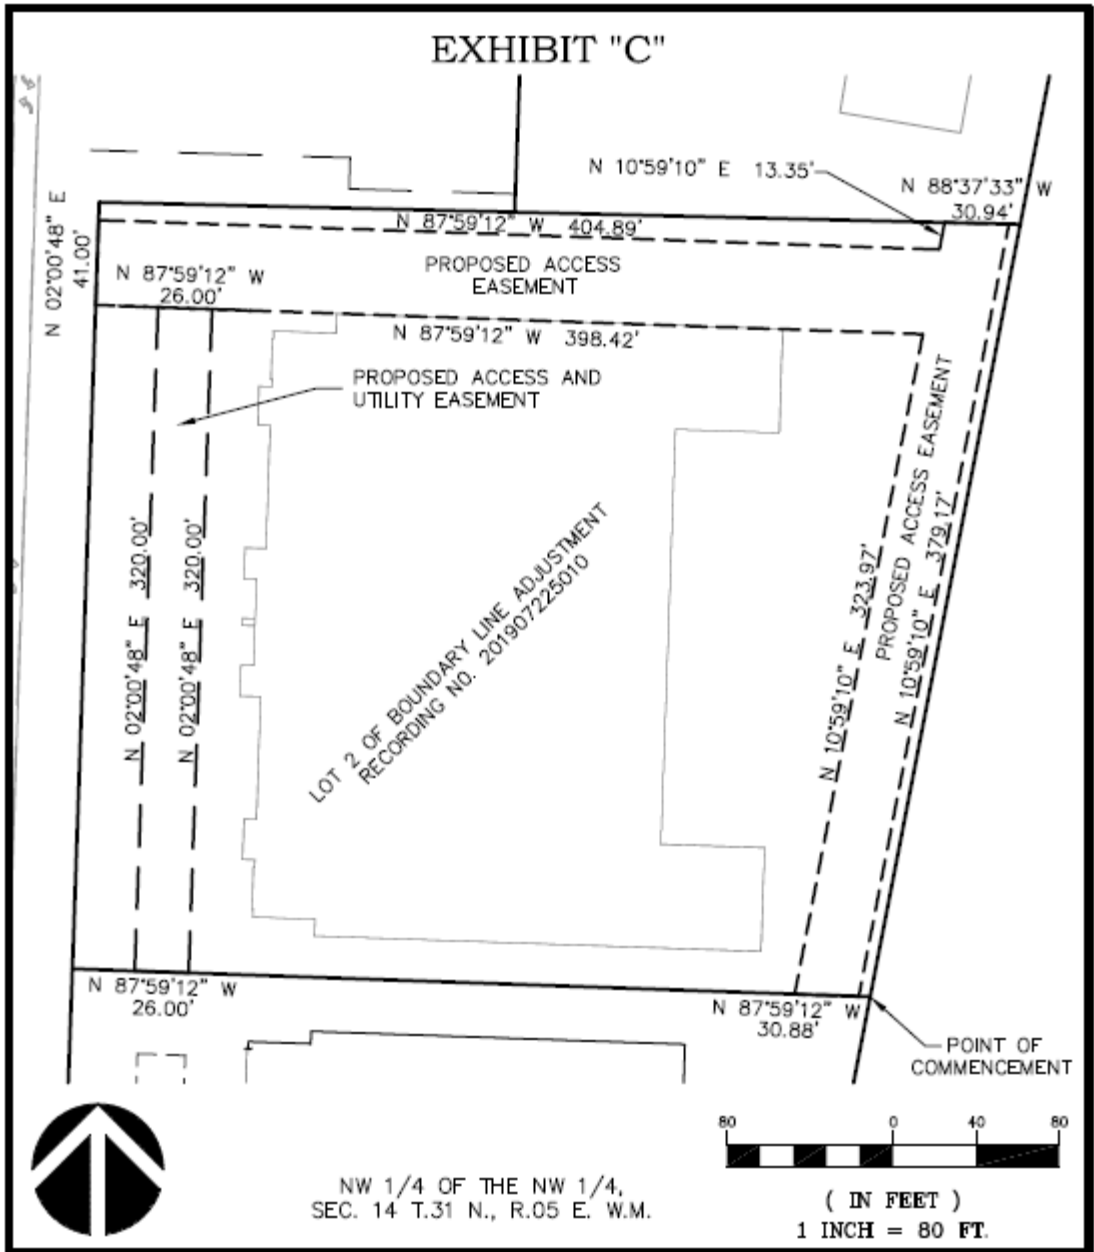 EXHIBIT "C"
N 10°59'10" E 13.35'
N 88°37'33" W
30.94'
N 02°00'48" E
41.00'
N 87°59'12" W 404.89'
PROPOSED ACCESS
EASEMENT
N 87°59'12" W
26.00'
N 87°59'12" W 398.42'
PROPOSED ACCESS AND
UTILITY EASEMENT
PROPOSED ACCESS EASEMENT
N 02°00'48" E 320.00'
N 02°00'48" E 320.00'
LOT 2 OF BOUNDARY LINE ADJUSTMENT
RECORDING NO. 201907225010
N 10°59'10" E 323.97'
N 10°59'10" E 379.17'
N 87°59'12" W
26.00'
N 87°59'12" W
30.88'
POINT OF
COMMENCEMENT
80 0 40 80
( IN FEET )
1 INCH = 80 FT.
NW 1/4 OF THE NW 1/4,
SEC. 14 T.31 N., R.05 E. W.M.